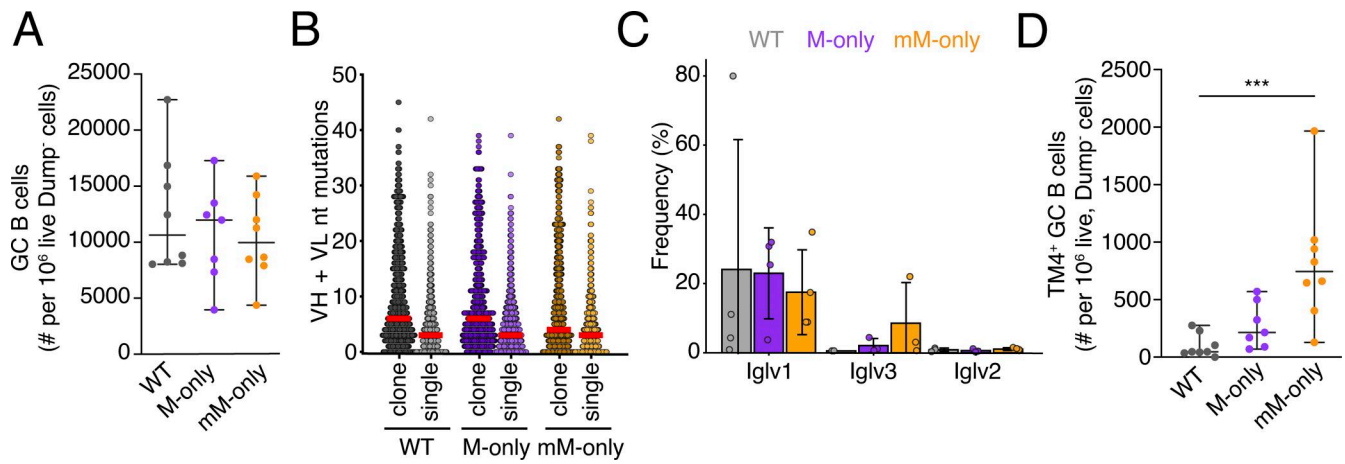 A
GC B cells
(# per 10⁶ live Dump⁻ cells)
25000
20000
15000
10000
5000
0
WT
M-only
mM-only
B
VH + VL nt mutations
50
40
30
20
10
0
clone
single
clone
single
clone
single
WT
M-only
mM-only
C
WT M-only mM-only
Frequency (%)
80
60
40
20
0
Iglv1
Iglv3
Iglv2
D
TM4⁺ GC B cells
(# per 10⁶ live, Dump⁻ cells)
2500
2000
1500
1000
500
0
***
WT
M-only
mM-only